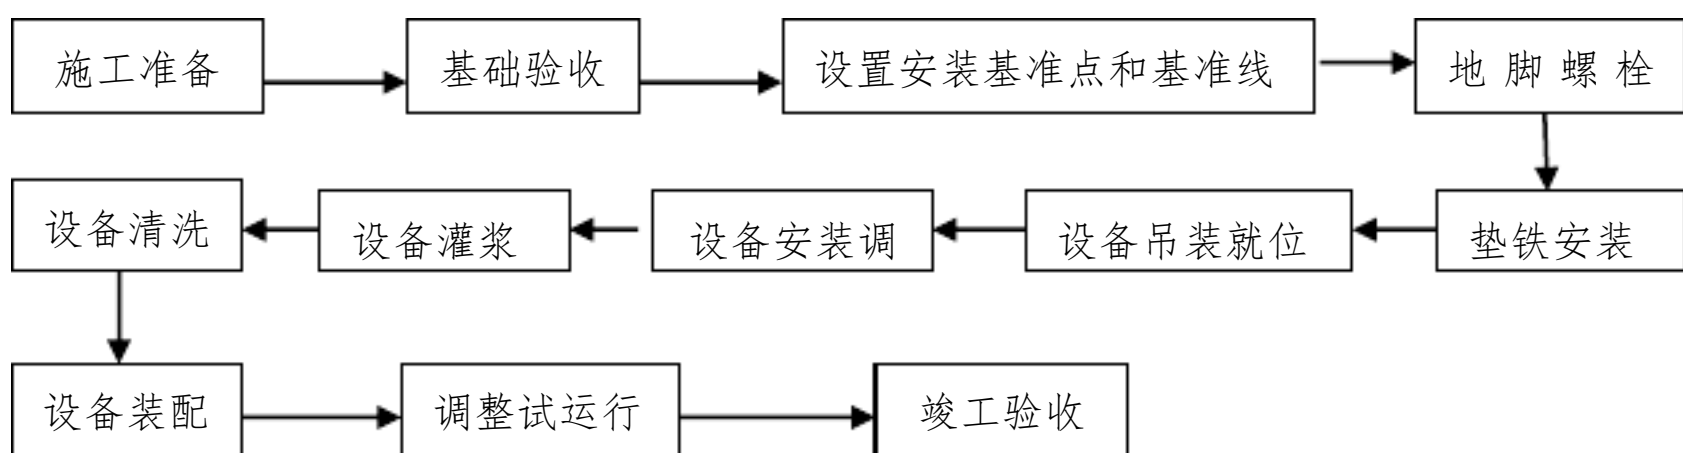 施工准备
基础验收
设置安装基准点和基准线
地脚螺栓
垫铁安装
设备吊装就位
设备安装调
设备灌浆
设备清洗
设备装配
调整试运行
竣工验收